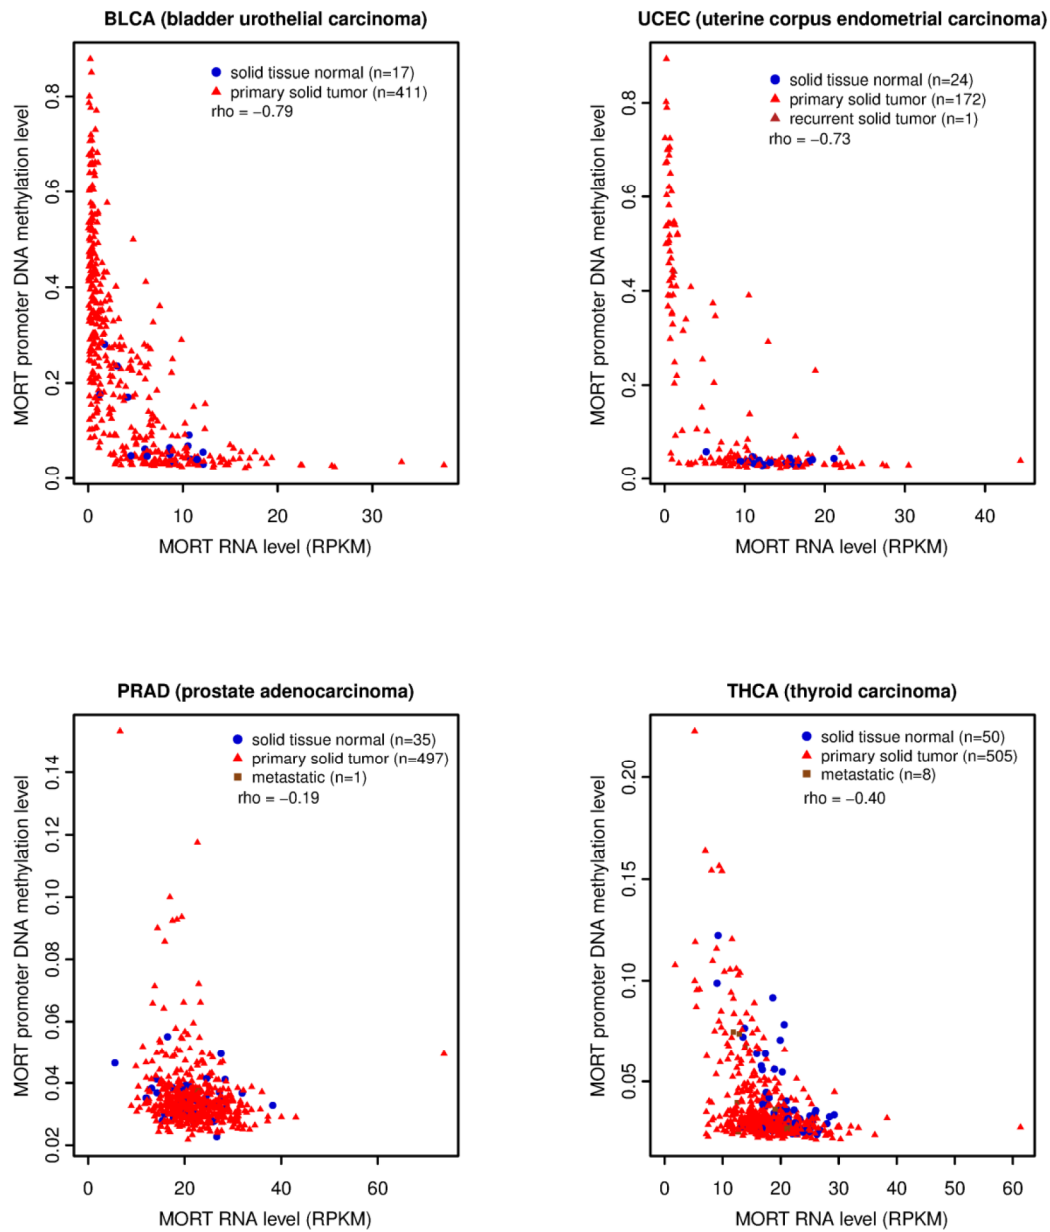 BLCA (bladder urothelial carcinoma)
solid tissue normal (n=17)
primary solid tumor (n=411)
rho = −0.79
MORT promoter DNA methylation level
0.0
0.2
0.4
0.6
0.8
0
10
20
30
MORT RNA level (RPKM)
UCEC (uterine corpus endometrial carcinoma)
solid tissue normal (n=24)
primary solid tumor (n=172)
recurrent solid tumor (n=1)
rho = −0.73
MORT promoter DNA methylation level
0.0
0.2
0.4
0.6
0.8
0
10
20
30
40
MORT RNA level (RPKM)
PRAD (prostate adenocarcinoma)
solid tissue normal (n=35)
primary solid tumor (n=497)
metastatic (n=1)
rho = −0.19
MORT promoter DNA methylation level
0.02
0.04
0.06
0.08
0.10
0.12
0.14
0
20
40
60
MORT RNA level (RPKM)
THCA (thyroid carcinoma)
solid tissue normal (n=50)
primary solid tumor (n=505)
metastatic (n=8)
rho = −0.40
MORT promoter DNA methylation level
0.05
0.10
0.15
0.20
0
10
20
30
40
50
60
MORT RNA level (RPKM)